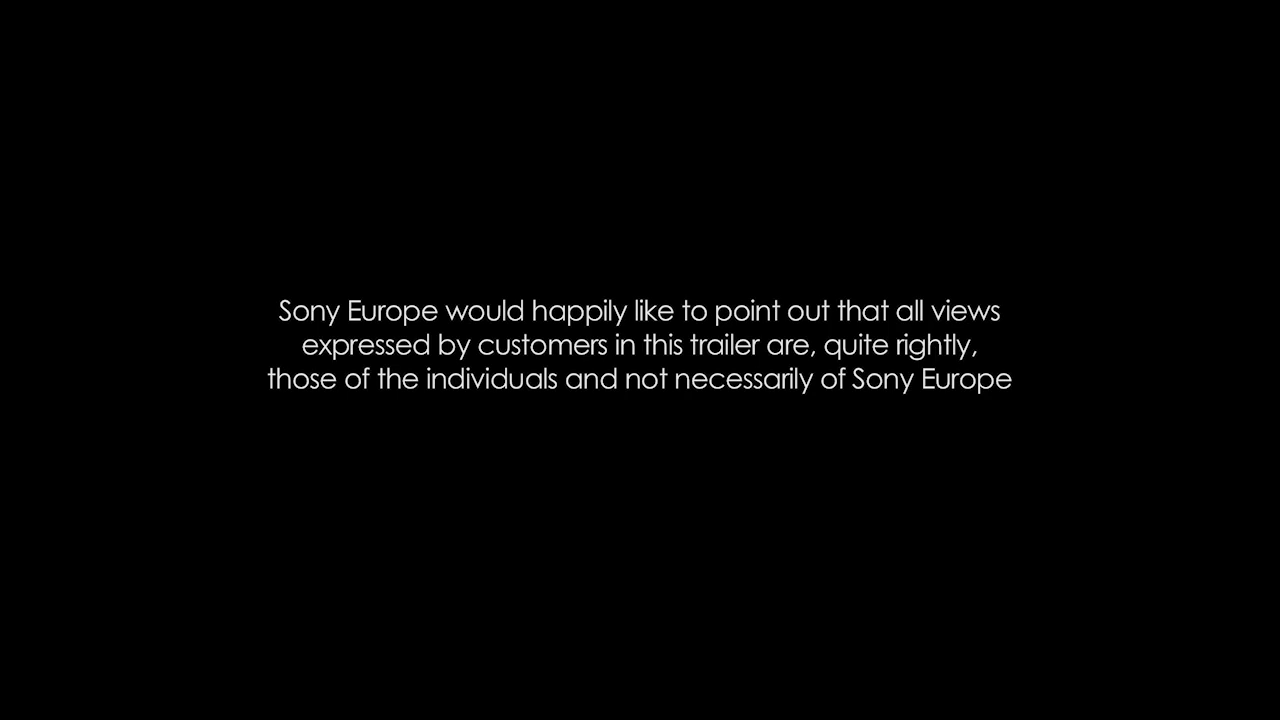 Sony Europe would happily like to point out that all views
expressed by customers in this trailer are, quite rightly,
those of the individuals and not necessarily of Sony Europe